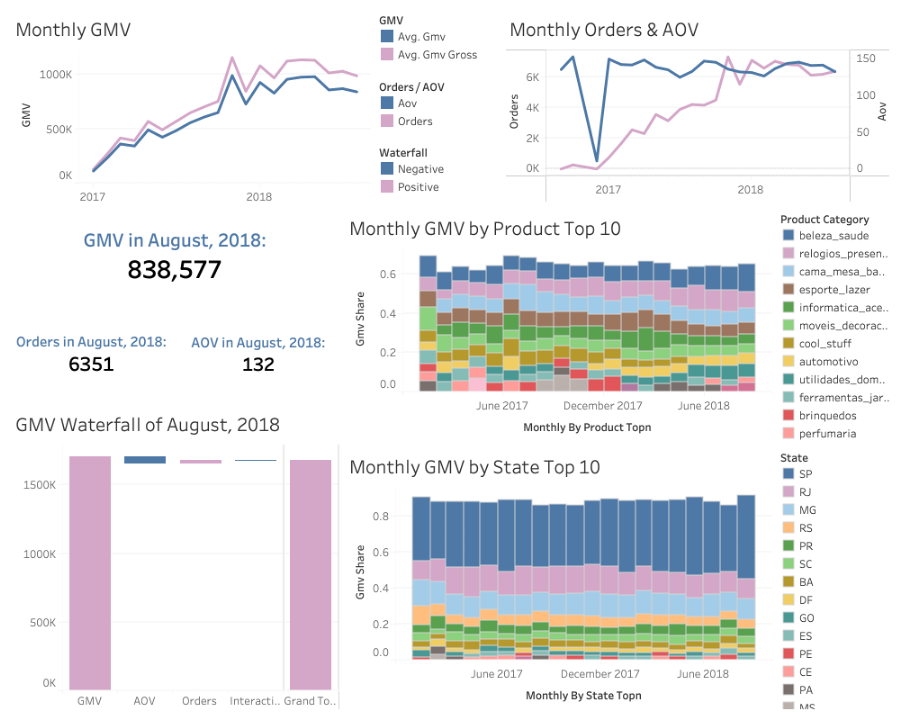 Monthly GMV
GMV
1000K
500K
0K
2017
2018
GMV
Avg. Gmv
Avg. Gmv Gross
Orders / AOV
Aov
Orders
Waterfall
Negative
Positive
Monthly Orders & AOV
Orders
6K
4K
2K
0K
150
100
50
0
Aov
2017
2018
GMV in August, 2018:
838,577
Orders in August, 2018:
6351
AOV in August, 2018:
132
Monthly GMV by Product Top 10
Gmv Share
0.6
0.4
0.2
0.0
June 2017
December 2017
June 2018
Monthly By Product Topn
Product Category
beleza_saude
relogios_presen..
cama_mesa_ba..
esporte_lazer
informatica_ace..
moveis_decorac..
cool_stuff
automotivo
utilidades_dom..
ferramentas_jar..
brinquedos
perfumaria
GMV Waterfall of August, 2018
1500K
1000K
500K
0K
GMV
AOV
Orders
Interacti..
Grand To..
Monthly GMV by State Top 10
Gmv Share
0.8
0.6
0.4
0.2
0.0
June 2017
December 2017
June 2018
Monthly By State Topn
State
SP
RJ
MG
RS
PR
SC
BA
DF
GO
ES
PE
CE
PA
MS